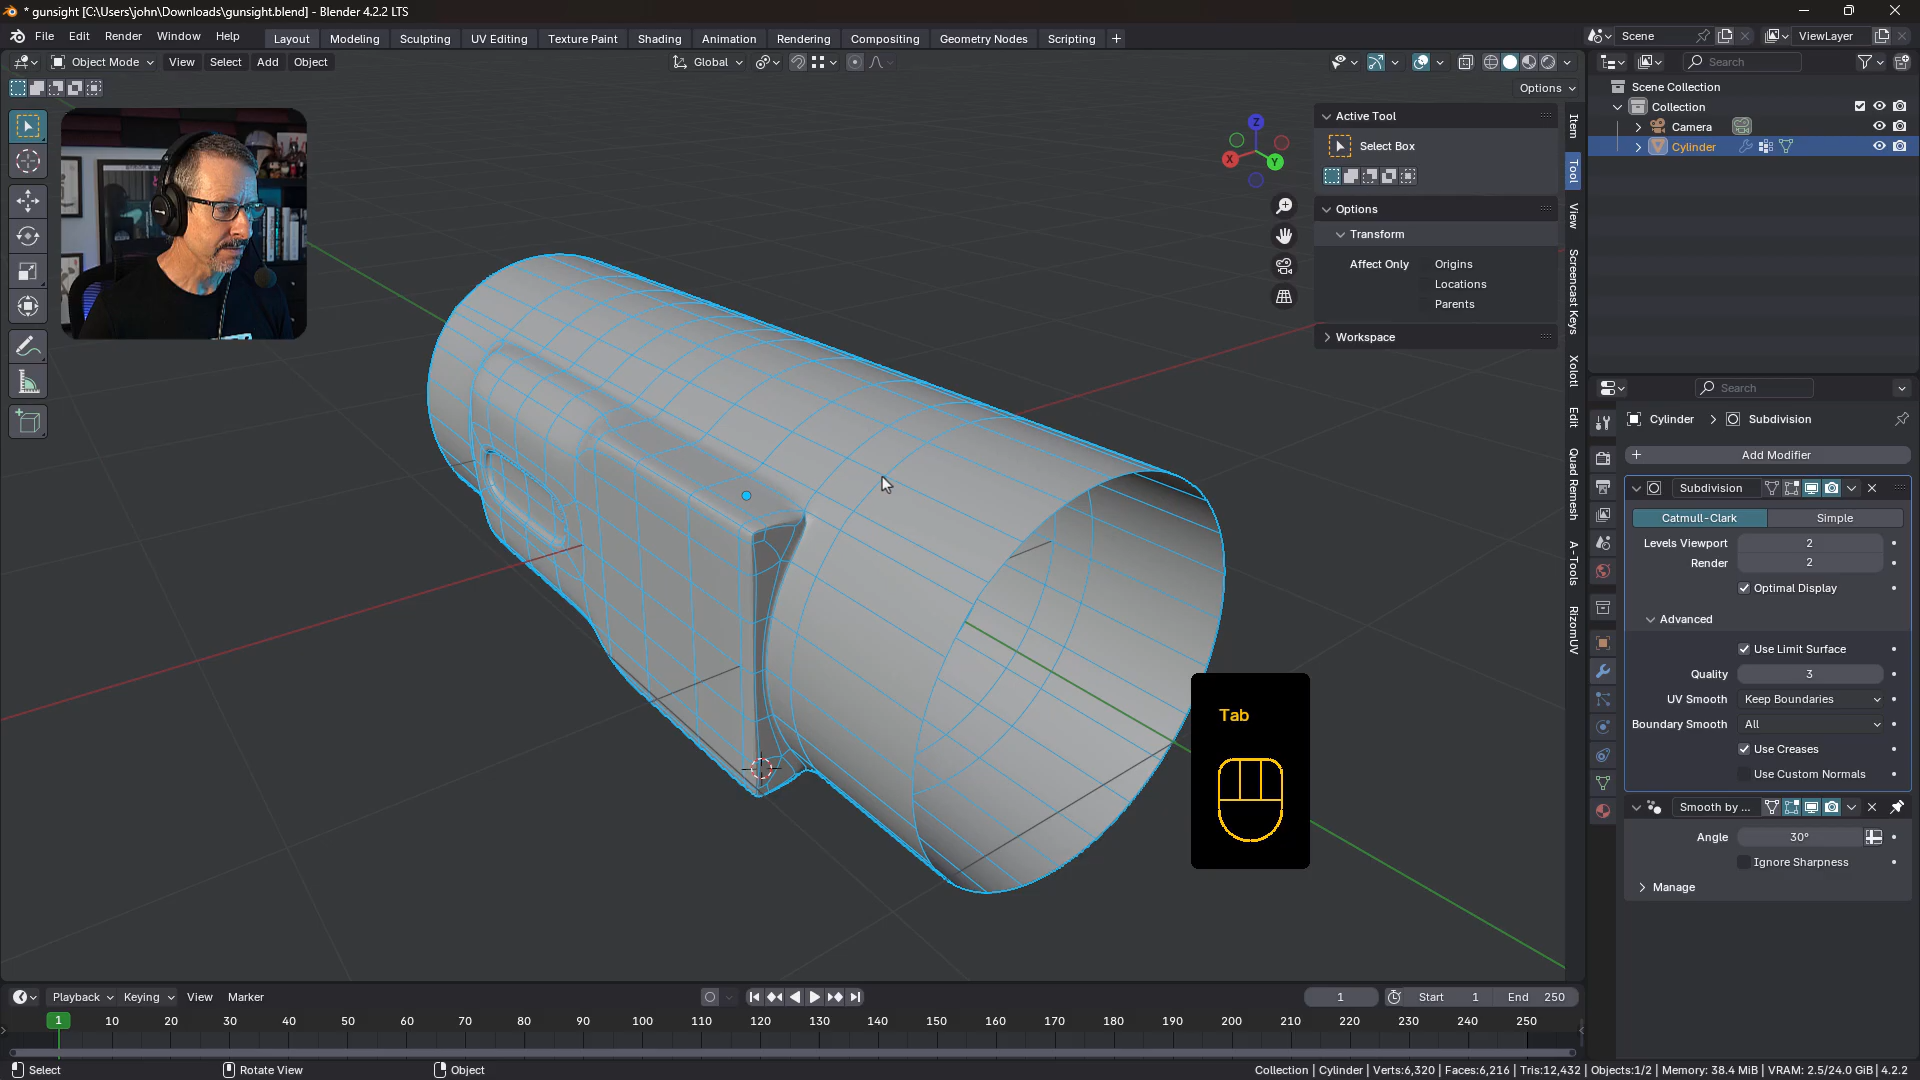 * gunsight [C:\Users\john\Downloads\gunsight.blend] - Blender 4.2.2 LTS
File Edit Render Window Help Layout Modeling Sculpting UV Editing Texture Paint Shading Animation Rendering Compositing Geometry Nodes Scripting + Scene ViewLayer
Object Mode View Select Add Object Global Search
Options
Scene Collection
Collection
Camera
Cylinder
Active Tool
Select Box
Options
Transform
Affect Only Origins
Locations
Parents
Workspace
Item
Tool
View
Screencast Keys
Xolotl
Edit
Quad Remesh
A-Tools
RizomUV
Z
X
Y
Search
Cylinder > Subdivision
+ Add Modifier
Subdivision
Catmull-Clark Simple
Levels Viewport 2
Render 2
Optimal Display
Advanced
Use Limit Surface
Quality 3
UV Smooth Keep Boundaries
Boundary Smooth All
Use Creases
Use Custom Normals
Smooth by ...
Angle 30°
Ignore Sharpness
Manage
Tab
Playback Keying View Marker 1 Start 1 End 250
1 10 20 30 40 50 60 70 80 90 100 110 120 130 140 150 160 170 180 190 200 210 220 230 240 250
Select Rotate View Object Collection | Cylinder | Verts:6,320 | Faces:6,216 | Tris:12,432 | Objects:1/2 | Memory: 38.4 MiB | VRAM: 2.5/24.0 GiB | 4.2.2